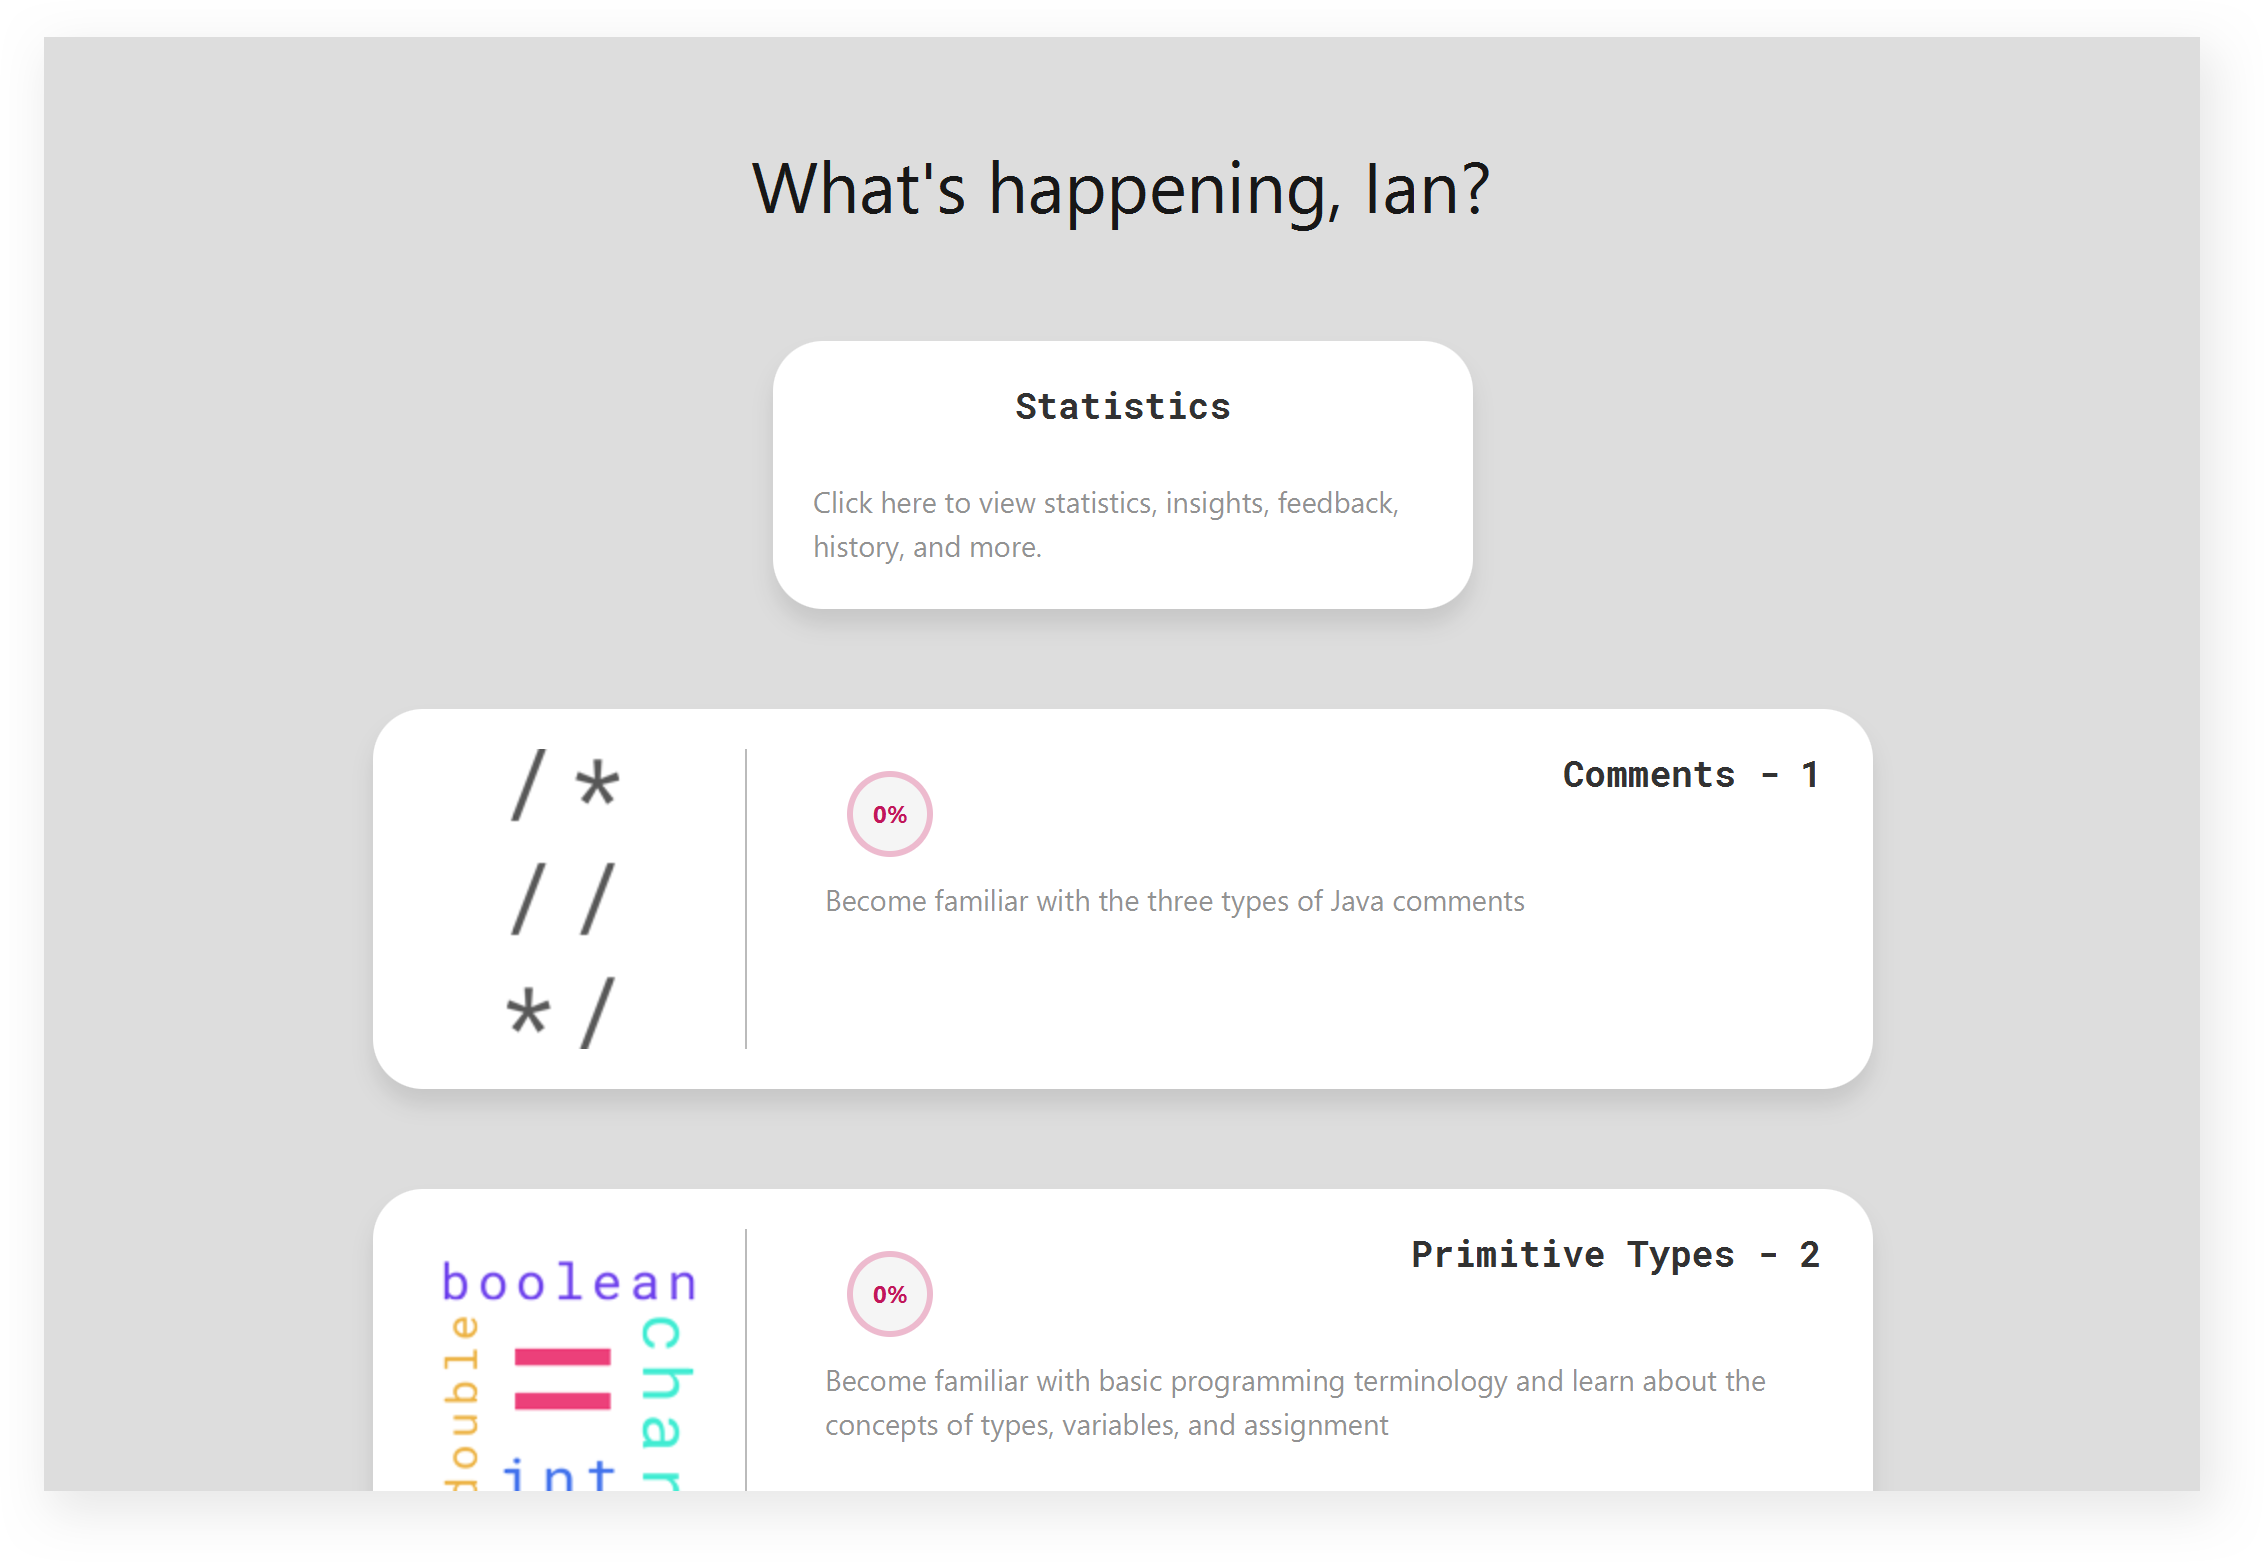 What's happening, Ian?
Statistics
Click here to view statistics, insights, feedback,
history, and more.
/*
//
*/
Comments - 1
0%
Become familiar with the three types of Java comments
boolean
double
=
char
int
Primitive Types - 2
0%
Become familiar with basic programming terminology and learn about the
concepts of types, variables, and assignment